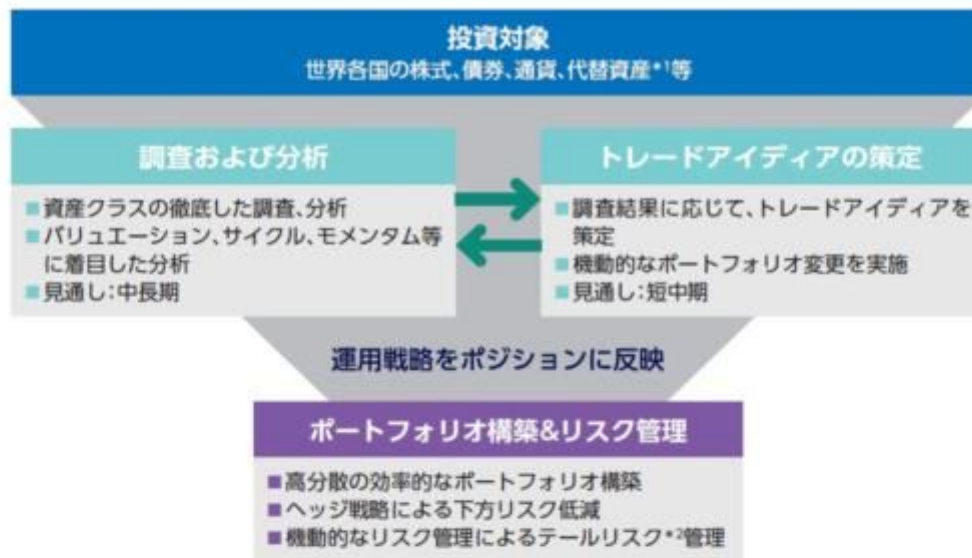 投資対象
世界各国の株式、債券、通貨、代替資産*1等
調査および分析
■資産クラスの徹底した調査、分析
■バリュエーション、サイクル、モメンタム等
に着目した分析
■見通し：中長期
トレードアイディアの策定
■調査結果に応じて、トレードアイディアを
策定
■機動的なポートフォリオ変更を実施
■見通し：短中期
運用戦略をポジションに反映
ポートフォリオ構築&リスク管理
■高分散の効率的なポートフォリオ構築
■ヘッジ戦略による下方リスク低減
■機動的なリスク管理によるテールリスク*2管理